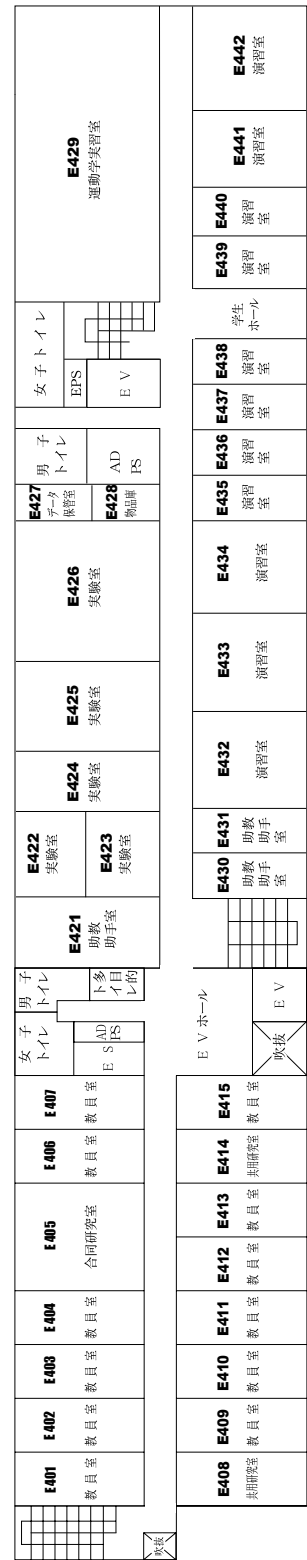 E401
教 員 室
E402
教 員 室
E403
教 員 室
E404
教 員 室
E405
合同研究室
E406
教 員 室
E407
教 員 室
女 子
トイレ
E S
AD
PS
男 子
トイレ
多目的
トイレ
E421
助教
助手室
E422
実験室
E423
実験室
E424
実験室
E425
実験室
E426
実験室
E427
データ
保管室
E428
物品庫
男 子
トイレ
AD
PS
女 子 ト イ レ
EPS
E V
E429
運動学実習室
吹抜
E408
共用研究室
E409
教 員 室
E410
教 員 室
E411
教 員 室
E412
教 員 室
E413
教 員 室
E414
共用研究室
E415
教 員 室
E V ホール
吹抜
E V
E430
助教
助手
室
E431
助教
助手
室
E432
演習室
E433
演習室
E434
演習室
E435
演習
室
E436
演習
室
E437
演習
室
E438
演習
室
学生
ホール
E439
演習
室
E440
演習
室
E441
演習室
E442
演習室